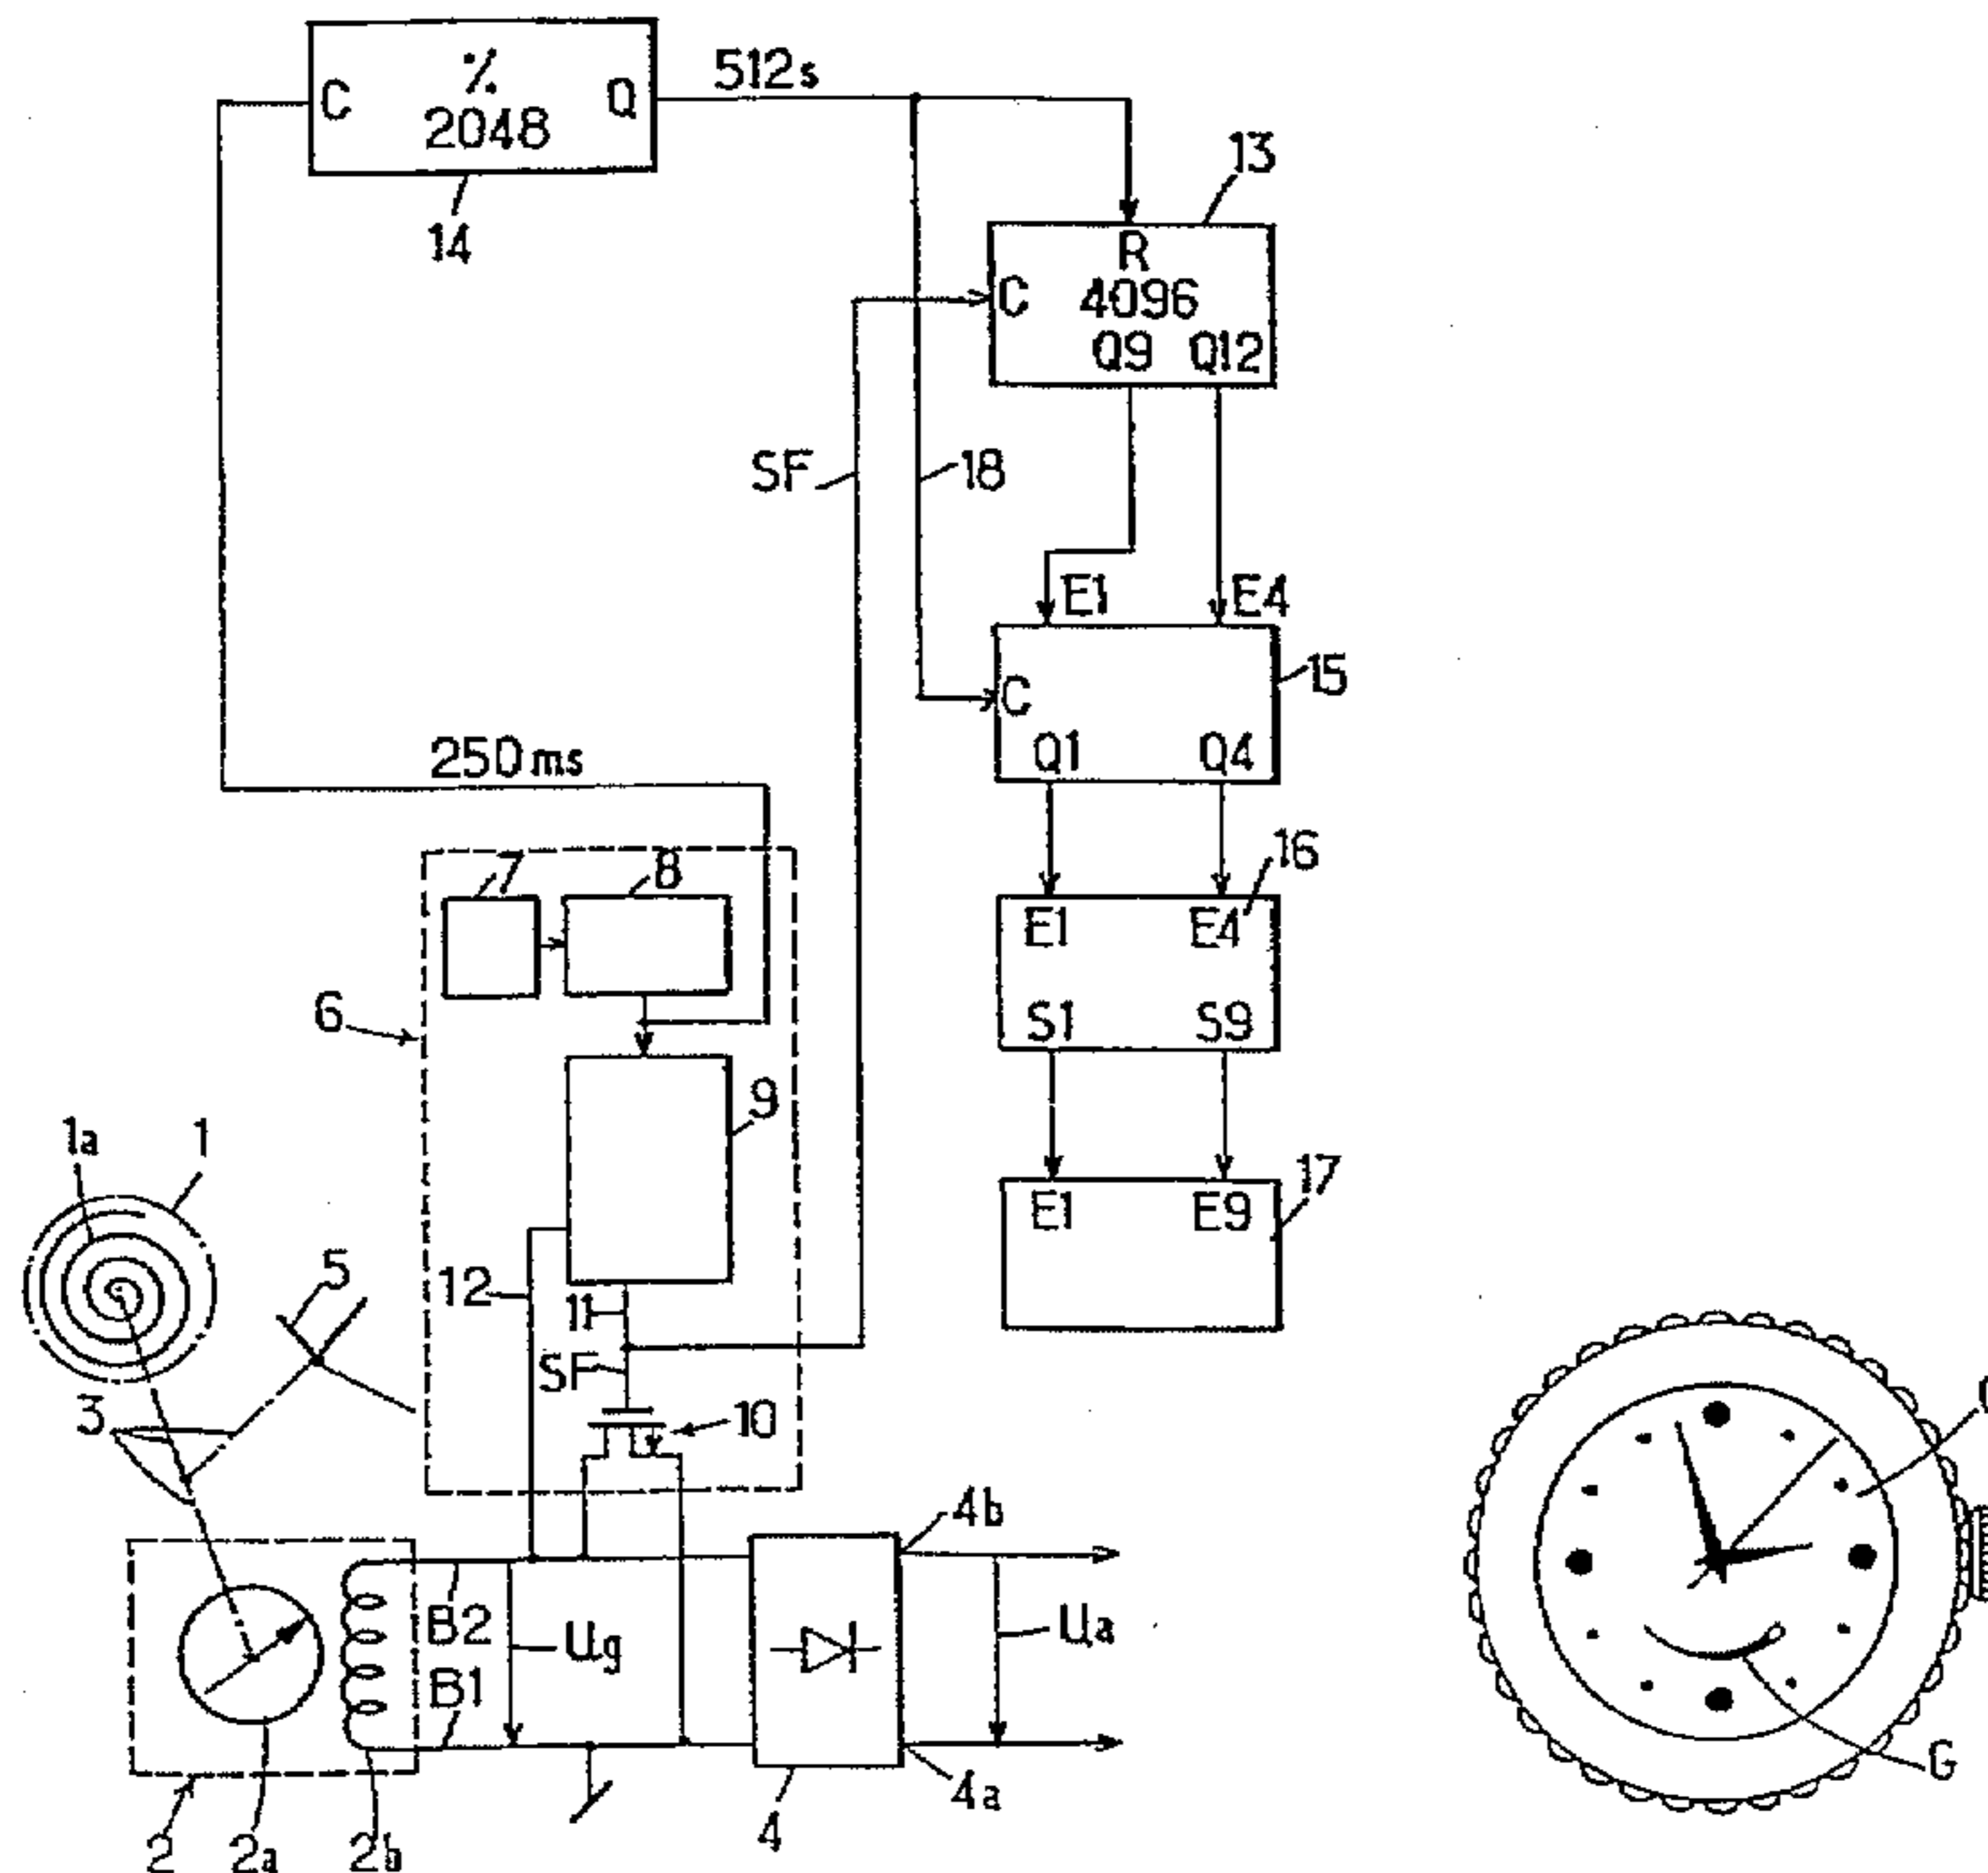 C % 2048 Q
512s
14
13
R
C 4096
Q9 Q12
SF
18
E1 E4
15
C
Q1 Q4
250ms
16
7 8
E1 E4
6
S1 S9
9
1a 1
17
E1 E9
5
12
11
3
SF
10
4b
B2
Ug
Ua
B1
G
4a
4
2 2a 2b